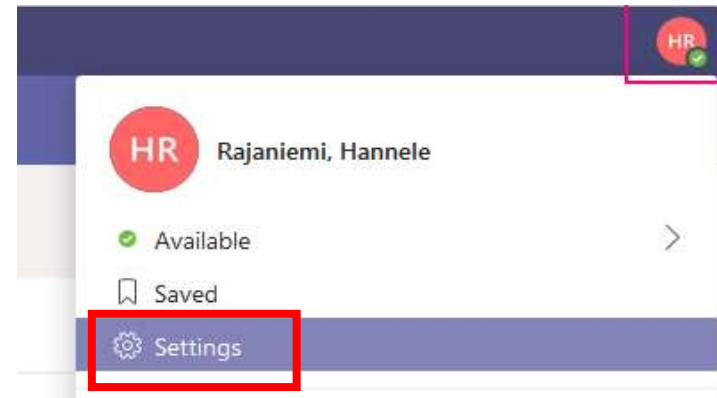 HR
HR Rajaniemi, Hannele
Available
Saved
Settings